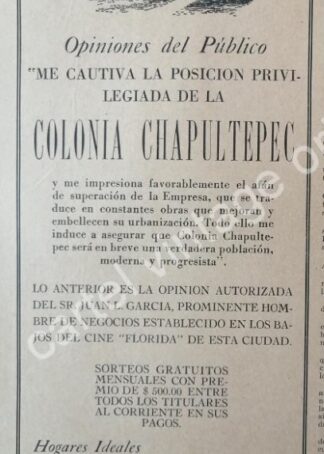 Opiniones del Público
"ME CAUTIVA LA POSICION PRIVI-
LEGIADA DE LA
COLONIA CHAPULTEPEC
y me impresiona favorablemente el afán
de superación de la Empresa, que se tra-
duce en constantes obras que mejoran y
embellecen su urbanización. Todo ello me
induce a asegurar que Colonia Chapulte-
pec será en breve una verdadera población,
moderna y progresista".
LO ANTERIOR ES LA OPINION AUTORIZADA
DEL SR. JUAN L. GARCIA, PROMINENTE HOM-
BRE DE NEGOCIOS ESTABLECIDO EN LOS BA-
JOS DEL CINE "FLORIDA" DE ESTA CIUDAD.
SORTEOS GRATUITOS
MENSUALES CON PRE-
MIO DE $ 500.00 ENTRE
TODOS LOS TITULARES
AL CORRIENTE EN SUS
PAGOS.
Hogares Ideales